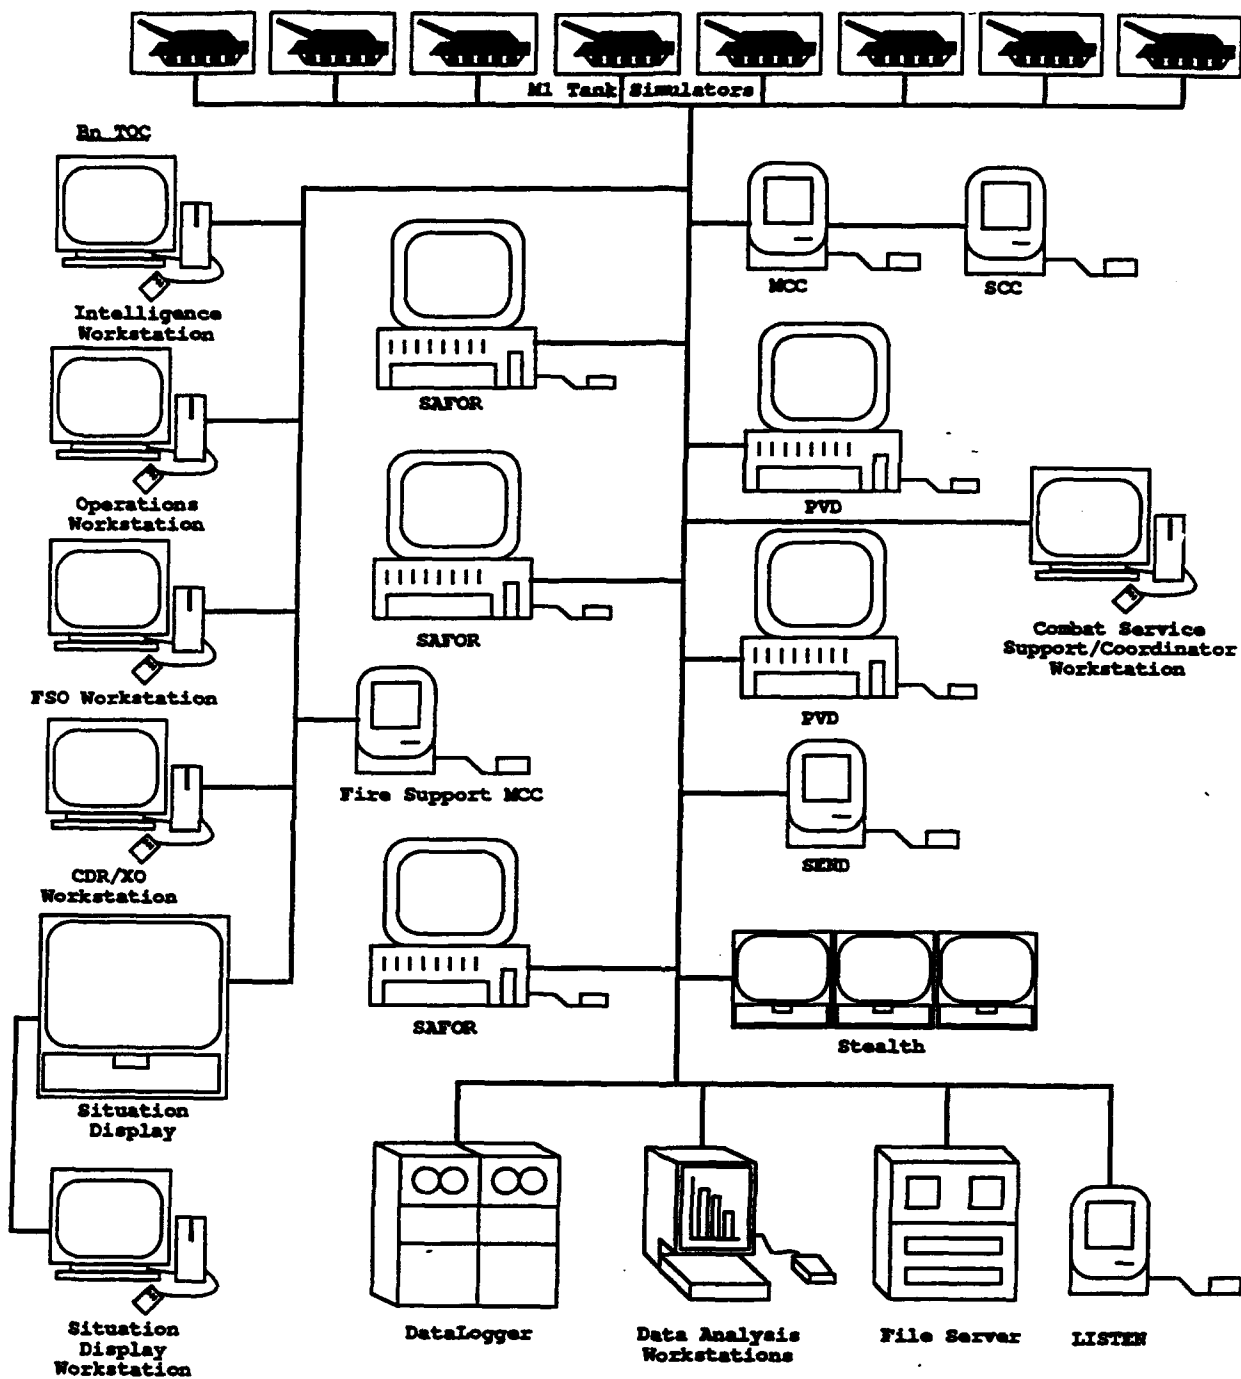 M1 Tank Simulators
Bn TOC
Intelligence
Workstation
MCC
SCC
SAFOR
Operations
Workstation
PVD
SAFOR
Combat Service
Support/Coordinator
Workstation
FSO Workstation
PVD
Fire Support MCC
SEND
CDR/XO
Workstation
SAFOR
Stealth
Situation
Display
DataLogger
Data Analysis
Workstations
File Server
LISTEN
Situation
Display
Workstation